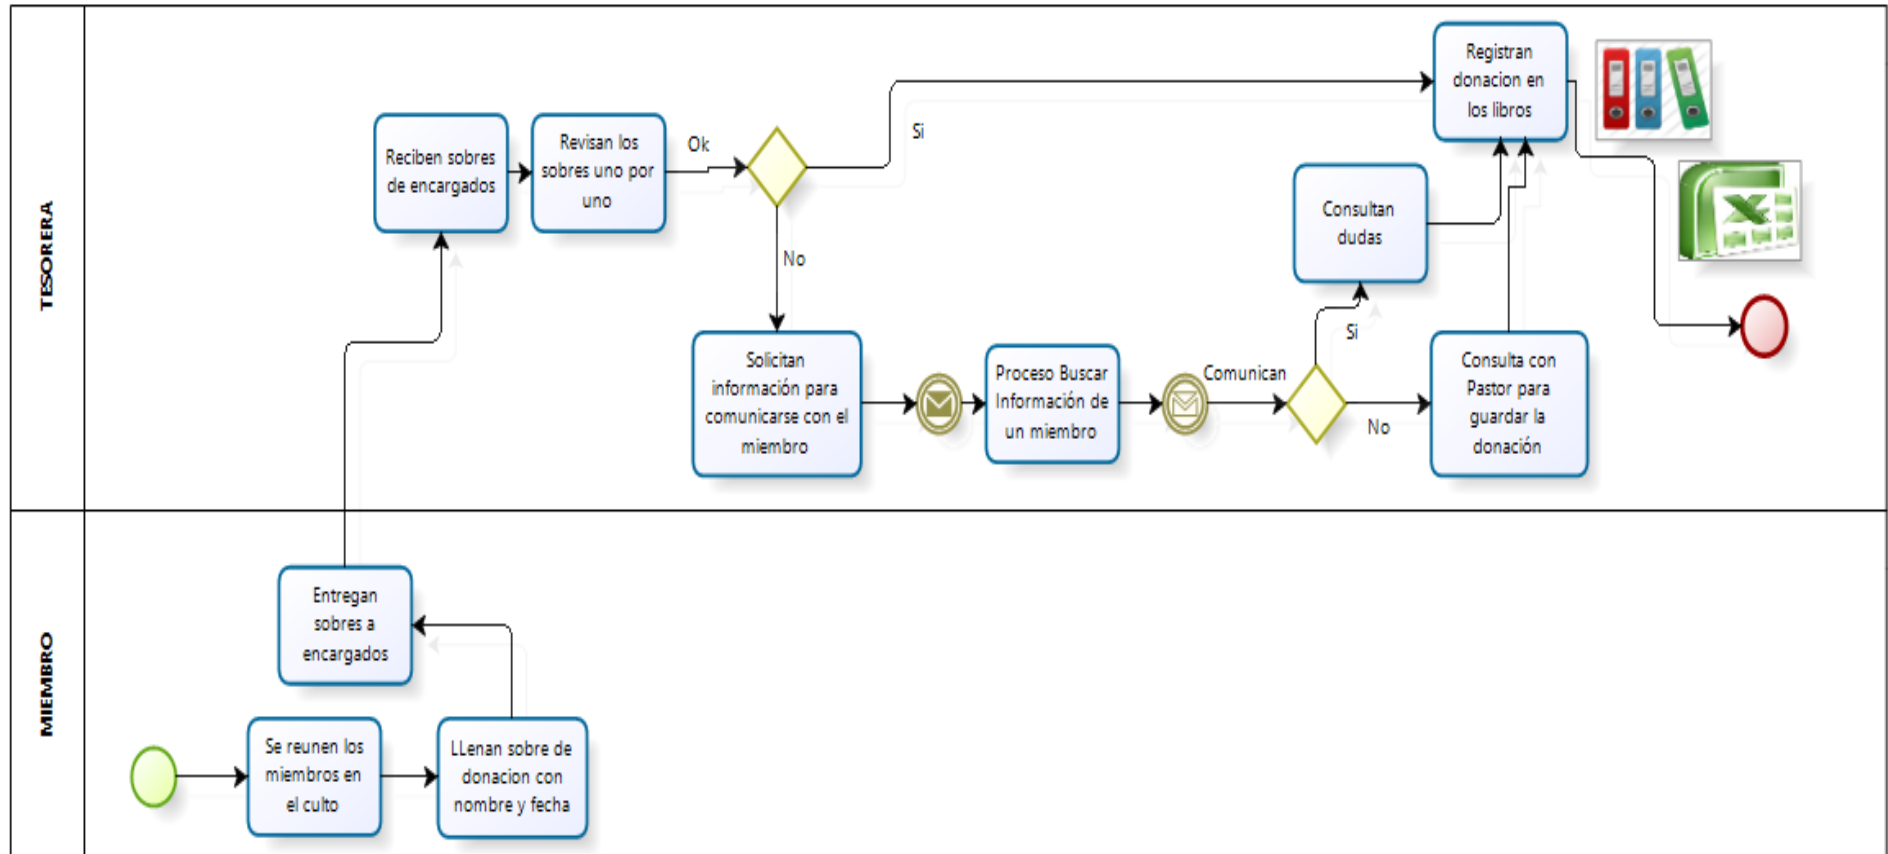 TESORERA
Reciben sobres
de encargados
Revisan los
sobres uno por
uno
Ok
Si
No
Registran
donacion en
los libros
Solicitan
información para
comunicarse con el
miembro
Proceso Buscar
Información de
un miembro
Comunican
Si
No
Consultan
dudas
Consulta con
Pastor para
guardar la
donación
MIEMBRO
Entregan
sobres a
encargados
Se reunen los
miembros en
el culto
LLenan sobre de
donacion con
nombre y fecha